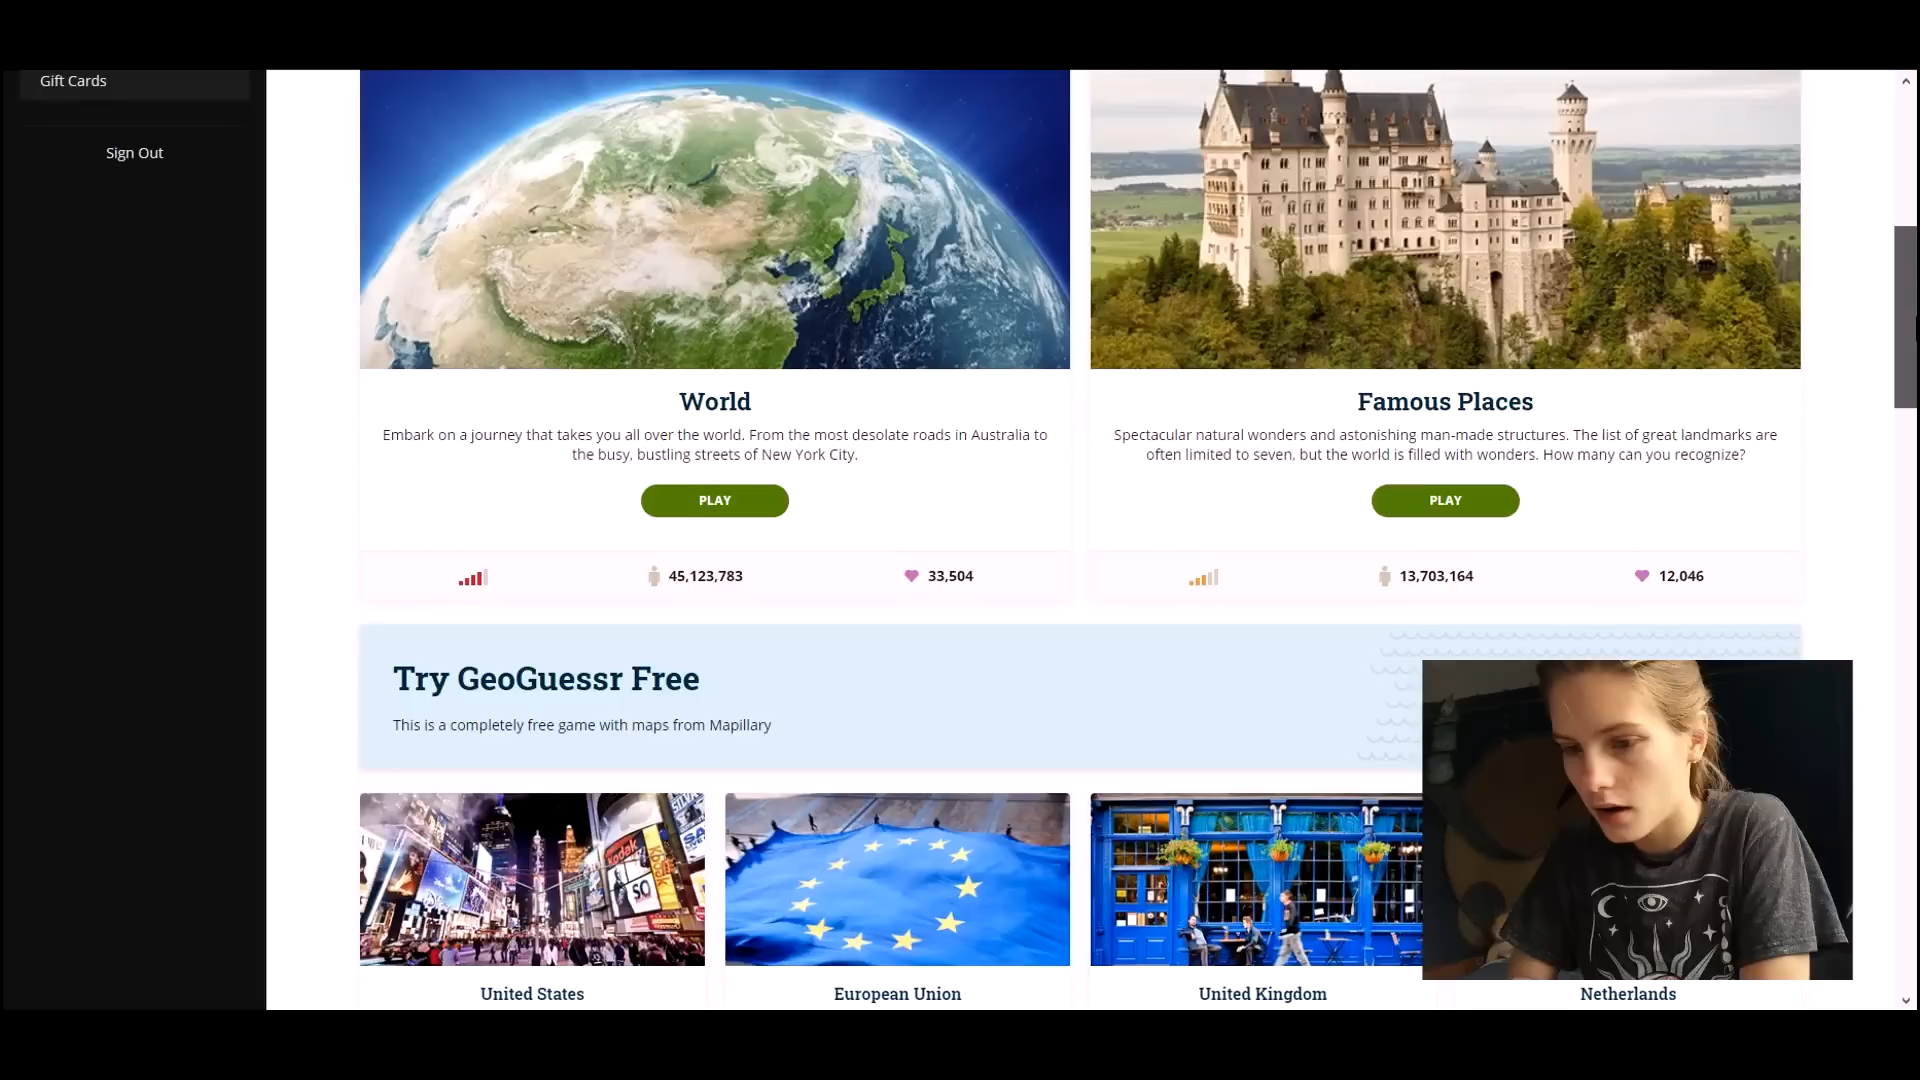 Gift Cards
Sign Out
World
Embark on a journey that takes you all over the world. From the most desolate roads in Australia to
the busy, bustling streets of New York City.
PLAY
45,123,783
33,504
Famous Places
Spectacular natural wonders and astonishing man-made structures. The list of great landmarks are
often limited to seven, but the world is filled with wonders. How many can you recognize?
PLAY
13,703,164
12,046
Try GeoGuessr Free
This is a completely free game with maps from Mapillary
Kodak
SO
United States
European Union
United Kingdom
Netherlands